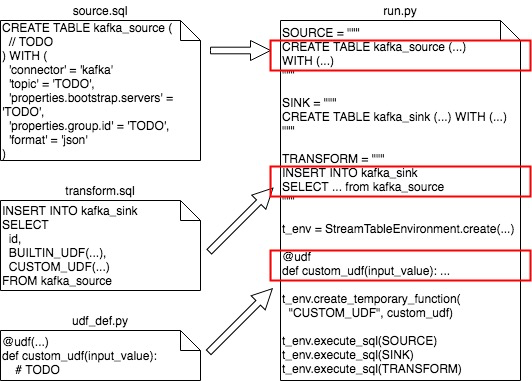 source.sql
CREATE TABLE kafka_source (
// TODO
) WITH (
'connector' = 'kafka'
'topic' = 'TODO',
'properties.bootstrap.servers' =
'TODO',
'properties.group.id' = 'TODO',
'format' = 'json'
)
transform.sql
INSERT INTO kafka_sink
SELECT
id,
BUILTIN_UDF(...),
CUSTOM_UDF(...)
FROM kafka_source
udf_def.py
@udf(...)
def custom_udf(input_value):
# TODO
run.py
SOURCE = """
CREATE TABLE kafka_source (...)
WITH (...)
"""
SINK = """
CREATE TABLE kafka_sink (...) WITH (...)
"""
TRANSFORM = """
INSERT INTO kafka_sink
SELECT ... from kafka_source
"""
t_env = StreamTableEnvironment.create(...)
@udf
def custom_udf(input_value): ...
t_env.create_temporary_function(
"CUSTOM_UDF", custom_udf)
t_env.execute_sql(SOURCE)
t_env.execute_sql(SINK)
t_env.execute_sql(TRANSFORM)